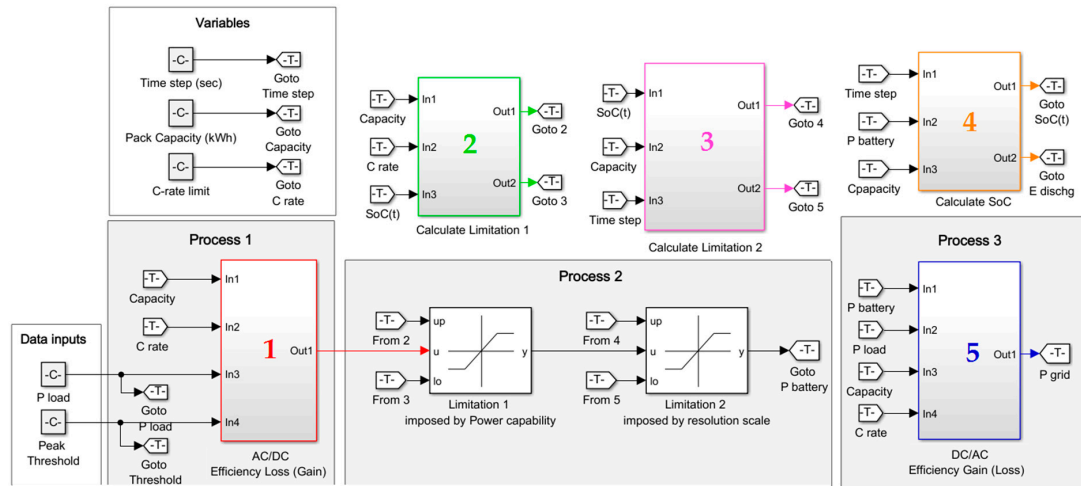 Variables
-C-
-T-
Time step (sec)
Goto
Time step
-C-
-T-
Pack Capacity (kWh)
Goto
Capacity
-C-
-T-
C-rate limit
Goto
C rate
-T-
Capacity
-T-
C rate
-T-
SoC(t)
In1
In2
In3
2
Out1
Out2
-T-
Goto 2
-T-
Goto 3
Calculate Limitation 1
-T-
SoC(t)
-T-
Capacity
-T-
Time step
In1
In2
In3
3
Out1
Out2
-T-
Goto 4
-T-
Goto 5
Calculate Limitation 2
-T-
Time step
-T-
P battery
-T-
Cpapacity
In1
In2
In3
4
Out1
Out2
-T-
Goto
SoC(t)
-T-
Goto
E dischg
Calculate SoC
Data inputs
-C-
P load
-C-
Peak
Threshold
Process 1
-T-
Capacity
-T-
C rate
-T-
Goto
P load
-T-
Goto
Threshold
In1
In2
In3
In4
1
Out1
AC/DC
Efficiency Loss (Gain)
Process 2
-T-
From 2
-T-
From 3
up
u
lo
y
Limitation 1
imposed by Power capability
-T-
From 4
-T-
From 5
up
u
lo
y
Limitation 2
imposed by resolution scale
-T-
Goto
P battery
Process 3
-T-
P battery
-T-
P load
-T-
Capacity
-T-
C rate
In1
In2
In3
In4
5
Out1
-T-
P grid
DC/AC
Efficiency Gain (Loss)